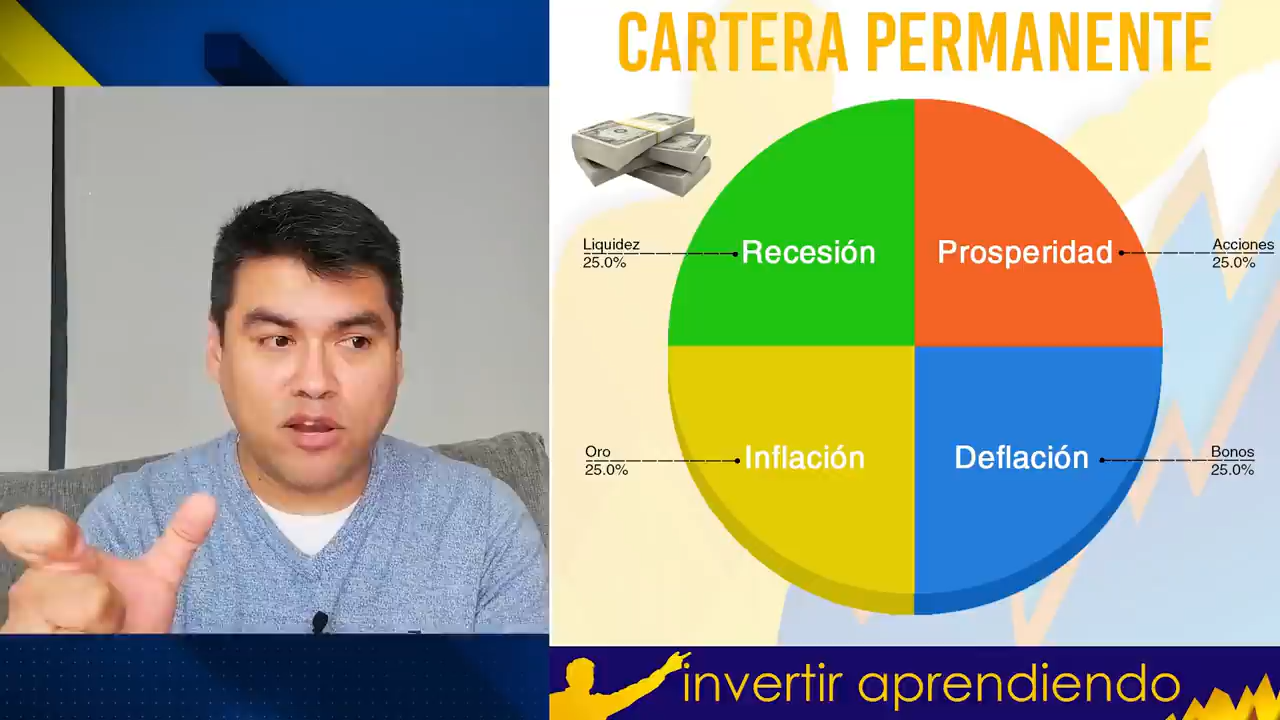 CARTERA PERMANENTE
Liquidez
25.0%
Recesión
Prosperidad
Acciones
25.0%
Oro
25.0%
Inflación
Deflación
Bonos
25.0%
invertir aprendiendo